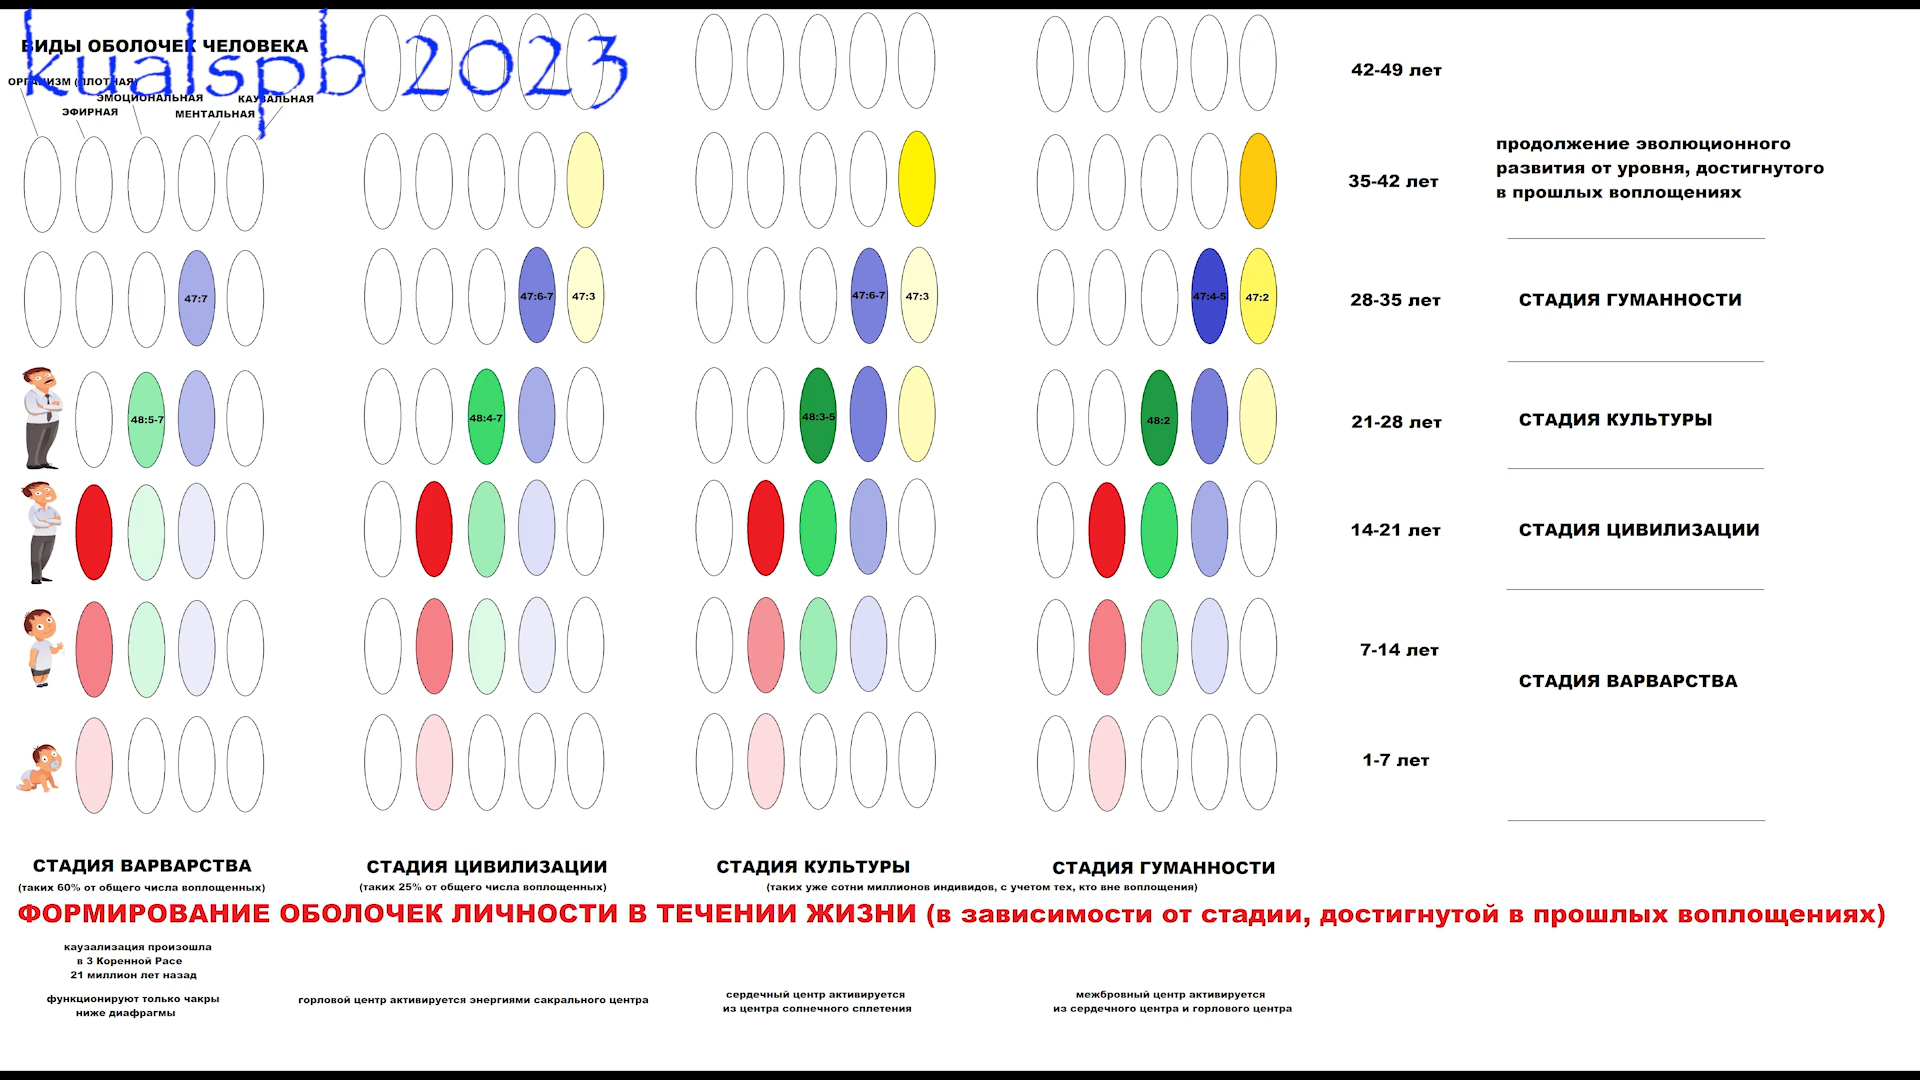 kualspb 2023
ВИДЫ ОБОЛОЧЕК ЧЕЛОВЕКА
ОРГАНИЗМ (ПЛОТНАЯ)
ЭМОЦИОНАЛЬНАЯ
КАУЗАЛЬНАЯ
ЭФИРНАЯ
МЕНТАЛЬНАЯ
42-49 лет
35-42 лет
продолжение эволюционного
развития от уровня, достигнутого
в прошлых воплощениях
47:7
47:6-7
47:3
47:6-7
47:3
47:4-5
47:2
28-35 лет
СТАДИЯ ГУМАННОСТИ
48:5-7
48:4-7
48:3-5
48:2
21-28 лет
СТАДИЯ КУЛЬТУРЫ
14-21 лет
СТАДИЯ ЦИВИЛИЗАЦИИ
7-14 лет
СТАДИЯ ВАРВАРСТВА
1-7 лет
СТАДИЯ ВАРВАРСТВА
(таких 60% от общего числа воплощенных)
СТАДИЯ ЦИВИЛИЗАЦИИ
(таких 25% от общего числа воплощенных)
СТАДИЯ КУЛЬТУРЫ
СТАДИЯ ГУМАННОСТИ
(таких уже сотни миллионов индивидов, с учетом тех, кто вне воплощения)
ФОРМИРОВАНИЕ ОБОЛОЧЕК ЛИЧНОСТИ В ТЕЧЕНИИ ЖИЗНИ (в зависимости от стадии, достигнутой в прошлых воплощениях)
каузализация произошла
в 3 Коренной Расе
21 миллион лет назад
функционируют только чакры
ниже диафрагмы
горловой центр активируется энергиями сакрального центра
сердечный центр активируется
из центра солнечного сплетения
межбровный центр активируется
из сердечного центра и горлового центра